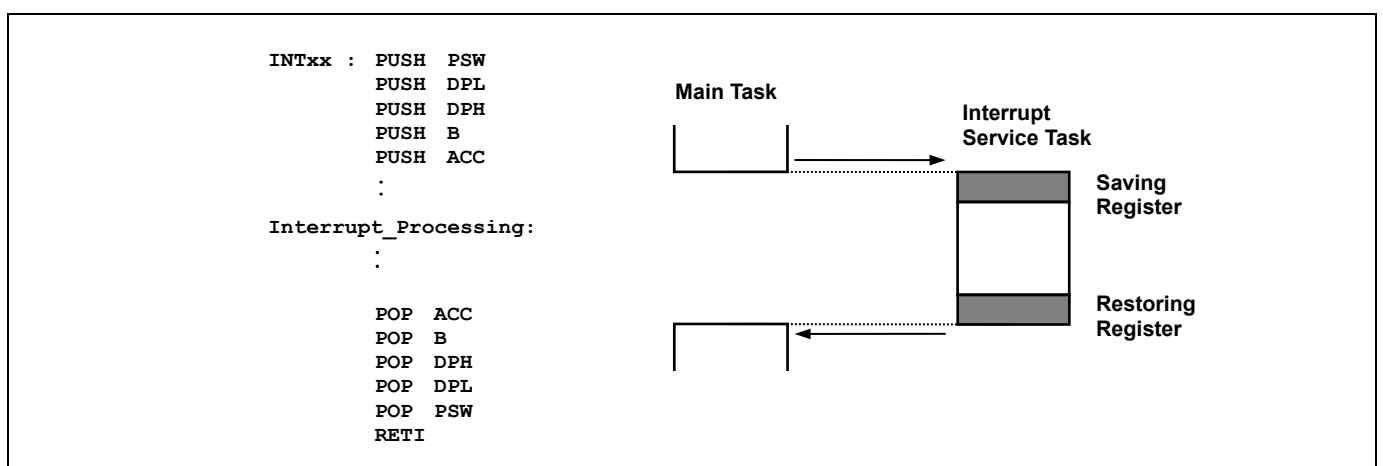 INTxx : PUSH PSW
PUSH DPL
PUSH DPH
PUSH B
PUSH ACC
:
Interrupt_Processing:
:
POP ACC
POP B
POP DPH
POP DPL
POP PSW
RETI
Main Task
Interrupt
Service Task
Saving
Register
Restoring
Register